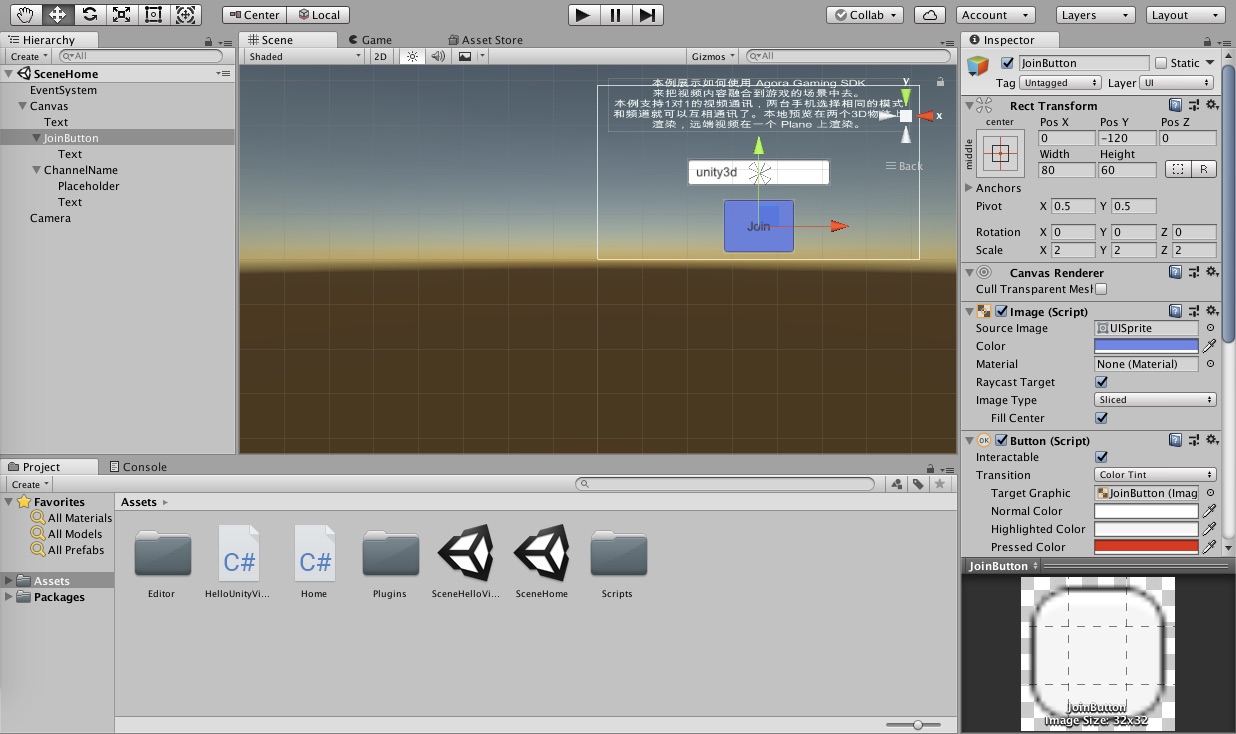 Center Local Collab Account Layers Layout
Hierarchy
Create All
SceneHome
EventSystem
Canvas
Text
JoinButton
Text
ChannelName
Placeholder
Text
Camera
Scene Game Asset Store
Shaded 2D Gizmos All
本例展示如何使用 Agora Gaming SDK
来把视频内容融合到游戏的场景中去。
本例支持1对1的视频通讯，两台手机选择相同的模式
和频道就可以互相通讯了。本地预览在两个3D物体上
渲染，远端视频在一个 Plane 上渲染。
y
x
Back
unity3d
Join
Inspector
JoinButton Static
Tag Untagged Layer UI
Rect Transform
center Pos X Pos Y Pos Z
middle 0 -120 0
Width Height
80 60 R
Anchors
Pivot X 0.5 Y 0.5
Rotation X 0 Y 0 Z 0
Scale X 2 Y 2 Z 2
Canvas Renderer
Cull Transparent Mesh
Image (Script)
Source Image UISprite
Color
Material None (Material)
Raycast Target
Image Type Sliced
Fill Center
OK Button (Script)
Interactable
Transition Color Tint
Target Graphic JoinButton (Imag
Normal Color
Highlighted Color
Pressed Color
JoinButton
JoinButton
Image Size: 32x32
Project Console
Create
Favorites
All Materials
All Models
All Prefabs
Assets
Packages
Assets
C# C#
Editor HelloUnityVi... Home Plugins SceneHelloVi... SceneHome Scripts